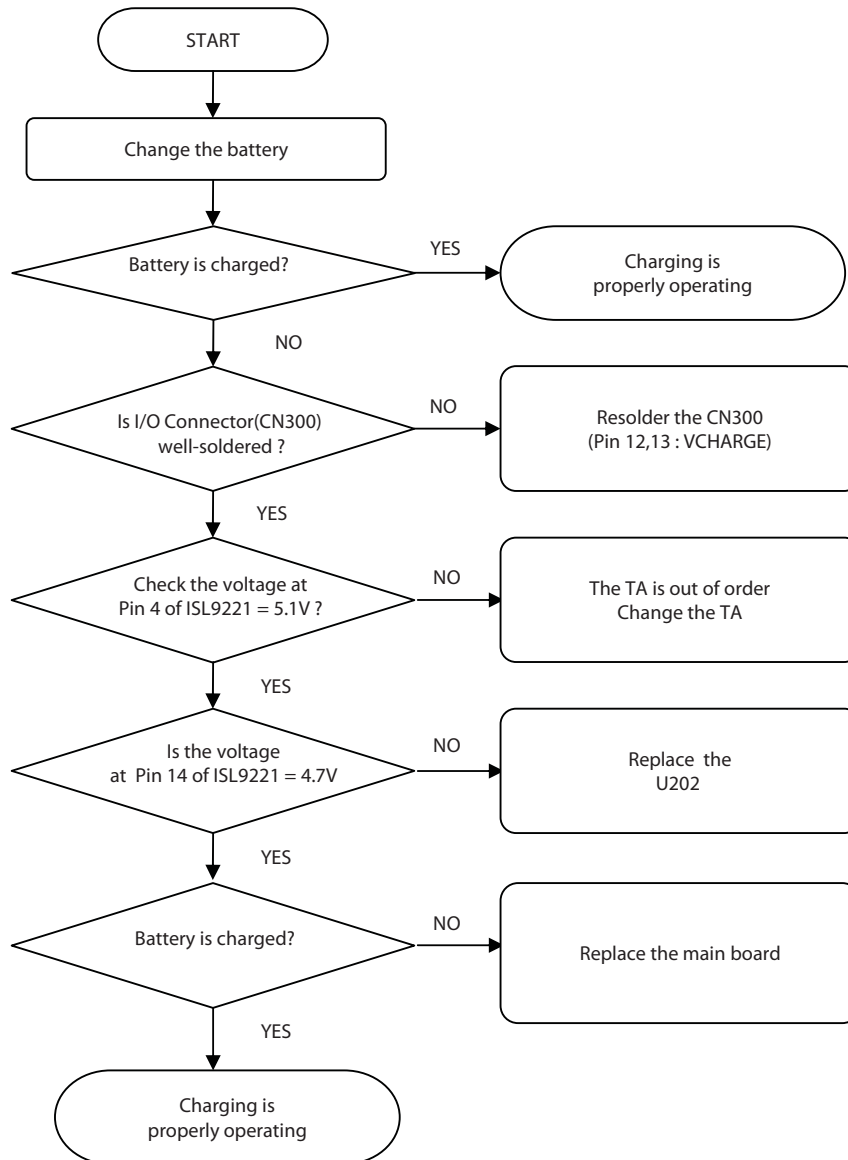 START
Change the battery
Battery is charged?
YES
Charging is
properly operating
NO
Is I/O Connector(CN300)
well-soldered ?
NO
Resolder the CN300
(Pin 12,13 : VCHARGE)
YES
Check the voltage at
Pin 4 of ISL9221 = 5.1V ?
NO
The TA is out of order
Change the TA
YES
Is the voltage
at Pin 14 of ISL9221 = 4.7V
NO
Replace the
U202
YES
Battery is charged?
NO
Replace the main board
YES
Charging is
properly operating